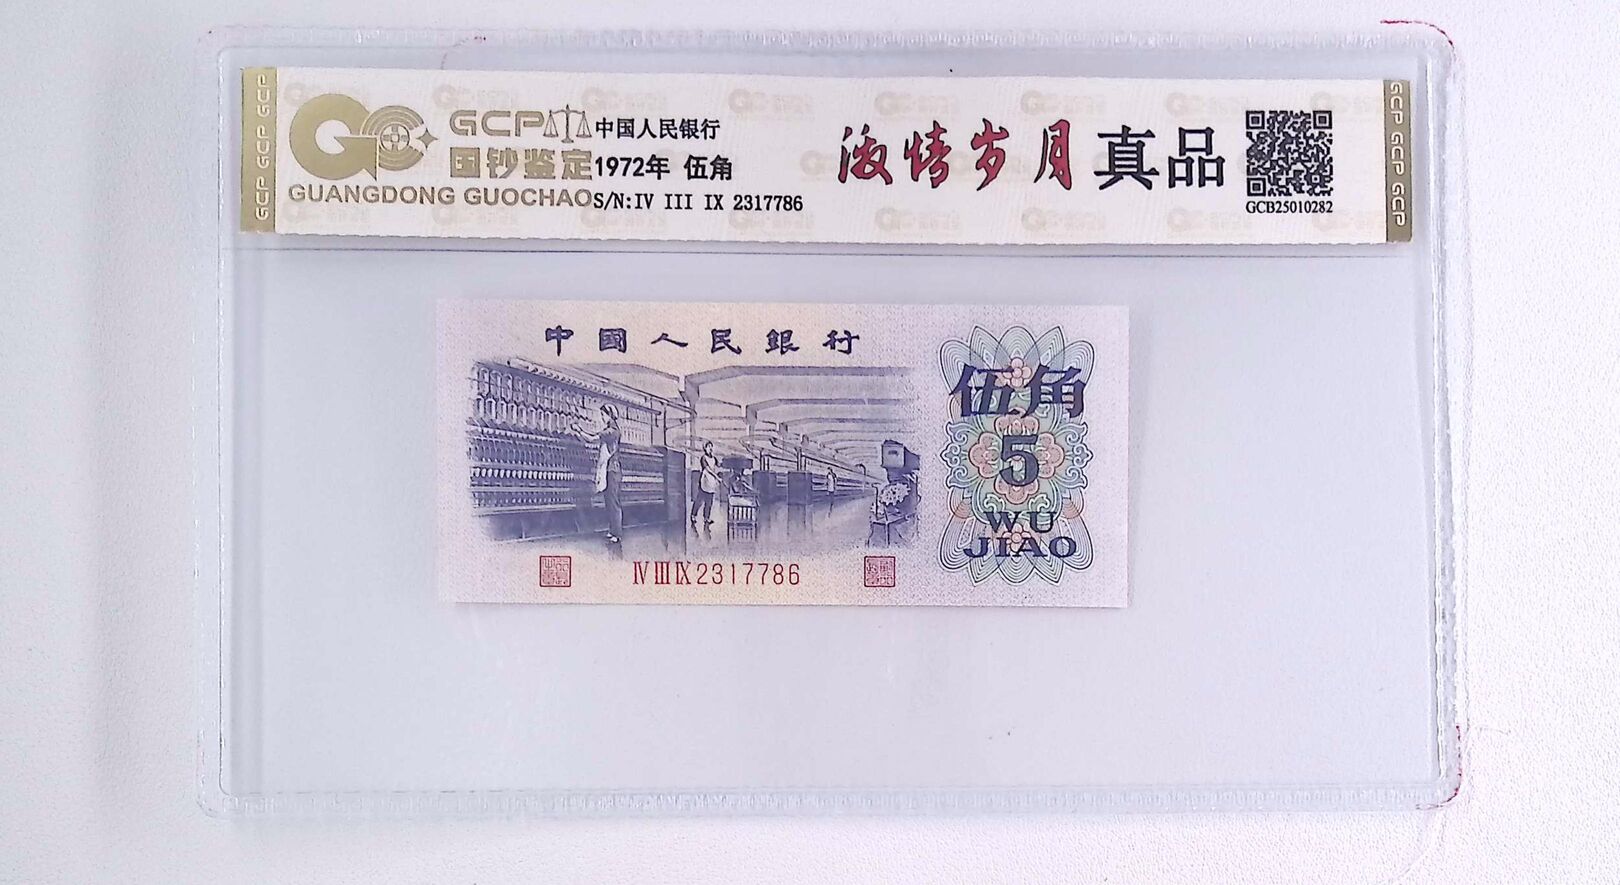 GCP GCP GCP
GCP
国钞鉴定
GUANGDONG GUOCHAO
中国人民银行
1972年 伍角
S/N:IV III IX 2317786
激情岁月 真品
GCB25010282
GCP GCP GCP
中國人民銀行
伍角
5
WU
JIAO
ⅣⅢⅨ2317786